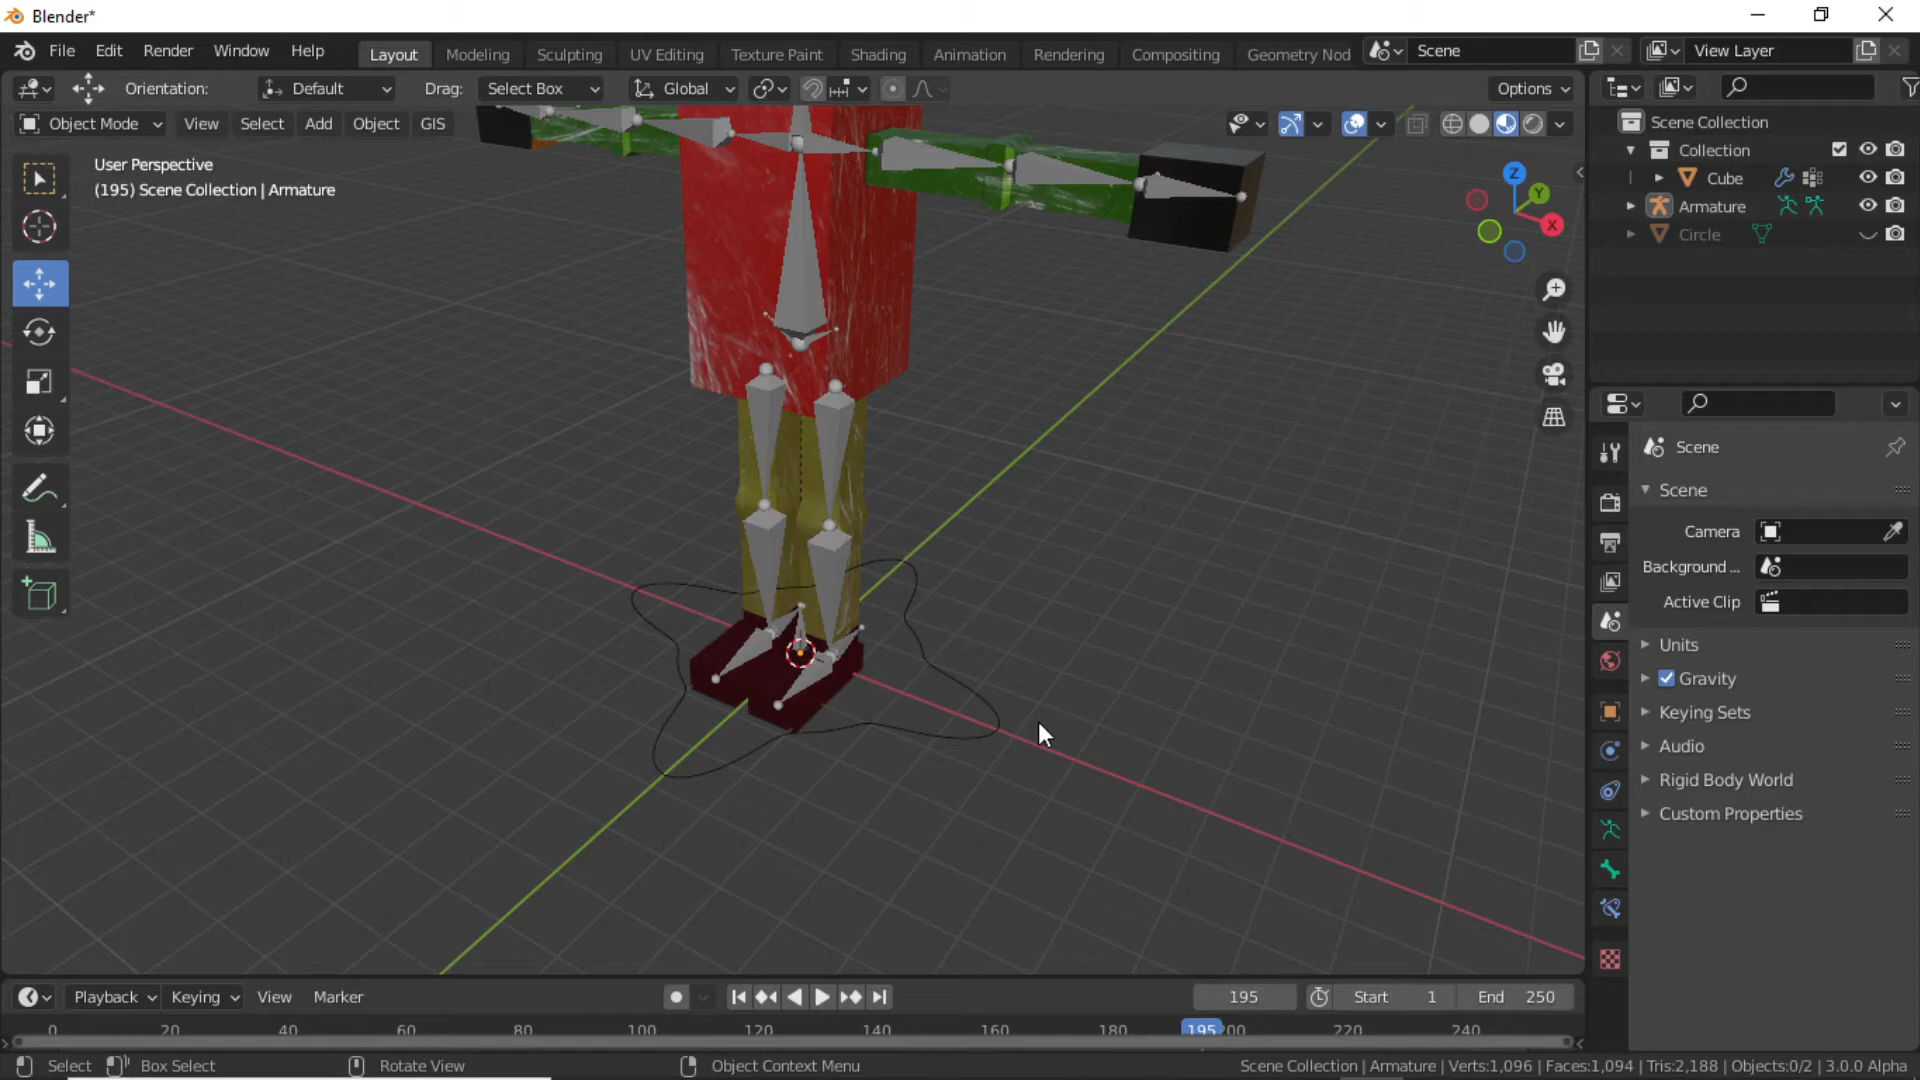 Blender*
File Edit Render Window Help Layout Modeling Sculpting UV Editing Texture Paint Shading Animation Rendering Compositing Geometry Nod Scene View Layer
Orientation: Default Drag: Select Box Global Options
Object Mode View Select Add Object GIS
User Perspective
(195) Scene Collection | Armature
Z
Y
X
Scene Collection
Collection
Cube
Armature
Circle
Scene
Scene
Camera
Background ...
Active Clip
Units
Gravity
Keying Sets
Audio
Rigid Body World
Custom Properties
Playback Keying View Marker 195 Start 1 End 250
0 20 40 60 80 100 120 140 160 180 195 200 220 240
Select Box Select Rotate View Object Context Menu Scene Collection | Armature | Verts:1,096 | Faces:1,094 | Tris:2,188 | Objects:0/2 | 3.0.0 Alpha